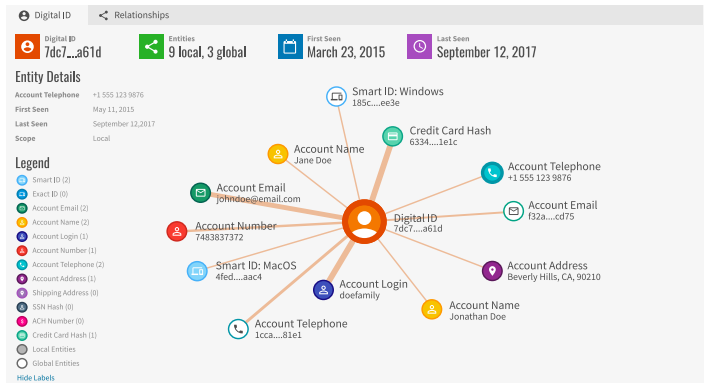 Digital ID
Relationships
Digital ID
7dc7...a61d
Entities
9 local, 3 global
First Seen
March 23, 2015
Last Seen
September 12, 2017
Entity Details
Account Telephone +1 555 123 9876
First Seen May 11, 2015
Last Seen September 12,2017
Scope Local
Legend
Smart ID (2)
Exact ID (0)
Account Email (2)
Account Name (2)
Account Login (1)
Account Number (1)
Account Telephone (2)
Account Address (1)
Shipping Address (0)
SSN Hash (0)
ACH Number (0)
Credit Card Hash (1)
Local Entities
Global Entities
Hide Labels
Smart ID: Windows
185c....ee3e
Credit Card Hash
6334....1e1c
Account Name
Jane Doe
Account Telephone
+1 555 123 9876
Account Email
johndoe@email.com
Account Email
f32a....cd75
Digital ID
7dc7...a61d
Account Number
7483837372
Smart ID: MacOS
4fed....aac4
Account Address
Beverly Hills, CA, 90210
Account Login
doefamily
Account Name
Jonathan Doe
Account Telephone
1cca....81e1